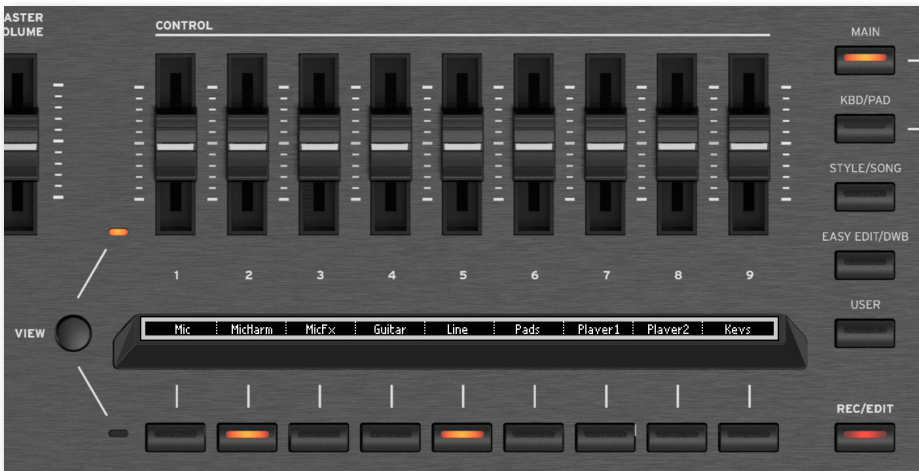 ASTER
OLUME
CONTROL
MAIN
KBD/PAD
STYLE/SONG
EASY EDIT/DWB
USER
1 2 3 4 5 6 7 8 9
VIEW
Mic MicHarm MicFx Guitar Line Pads Player1 Player2 Keys
REC/EDIT